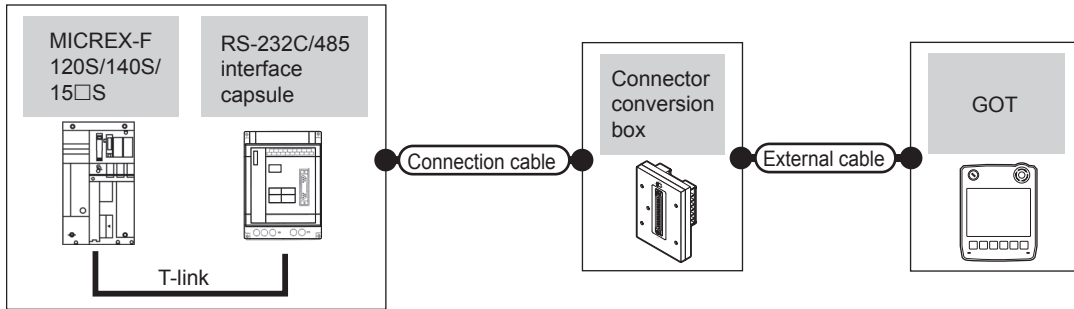 MICREX-F
120S/140S/
15□S
RS-232C/485
interface
capsule
T-link
Connection cable
Connector
conversion
box
External cable
GOT